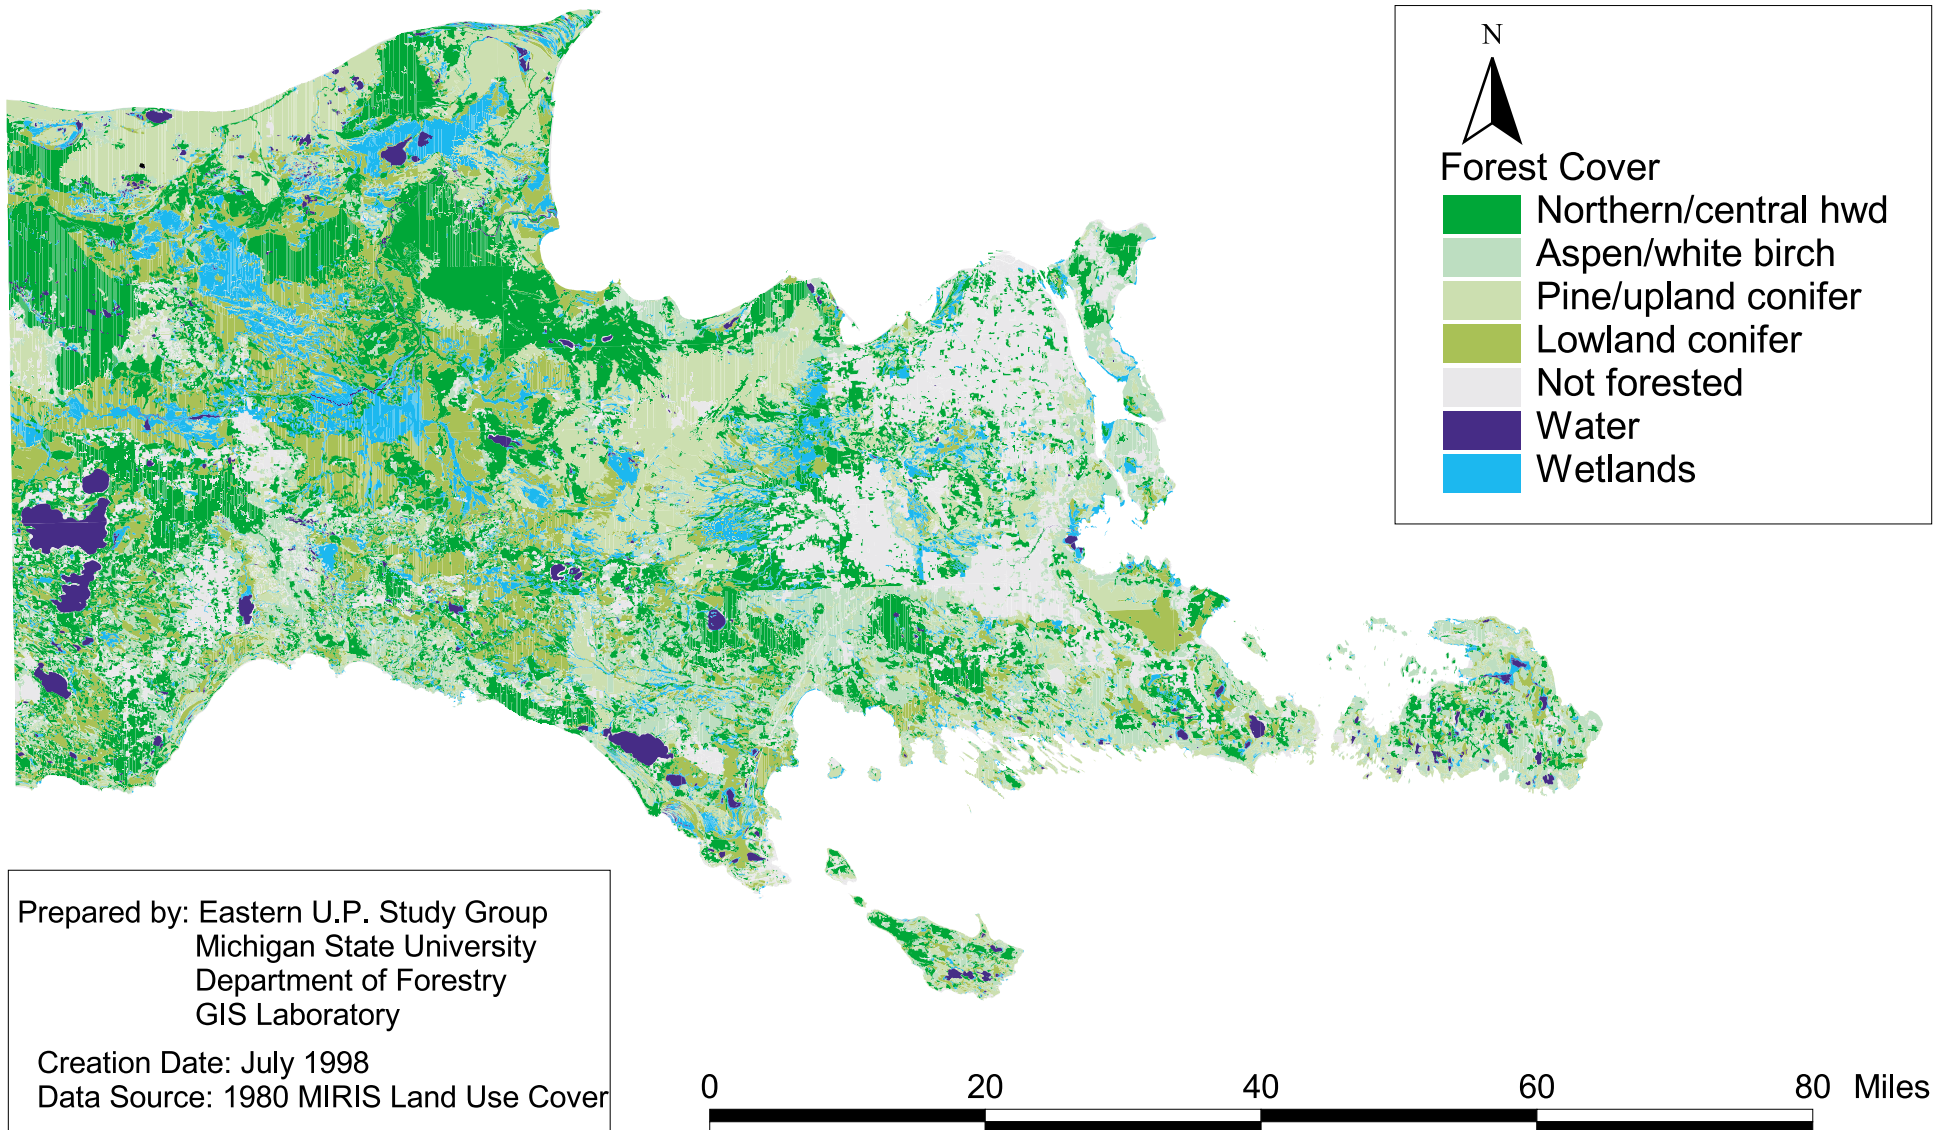 N
Forest Cover
Northern/central hwd
Aspen/white birch
Pine/upland conifer
Lowland conifer
Not forested
Water
Wetlands
Prepared by: Eastern U.P. Study Group
Michigan State University
Department of Forestry
GIS Laboratory
Creation Date: July 1998
Data Source: 1980 MIRIS Land Use Cover
0 20 40 60 80 Miles